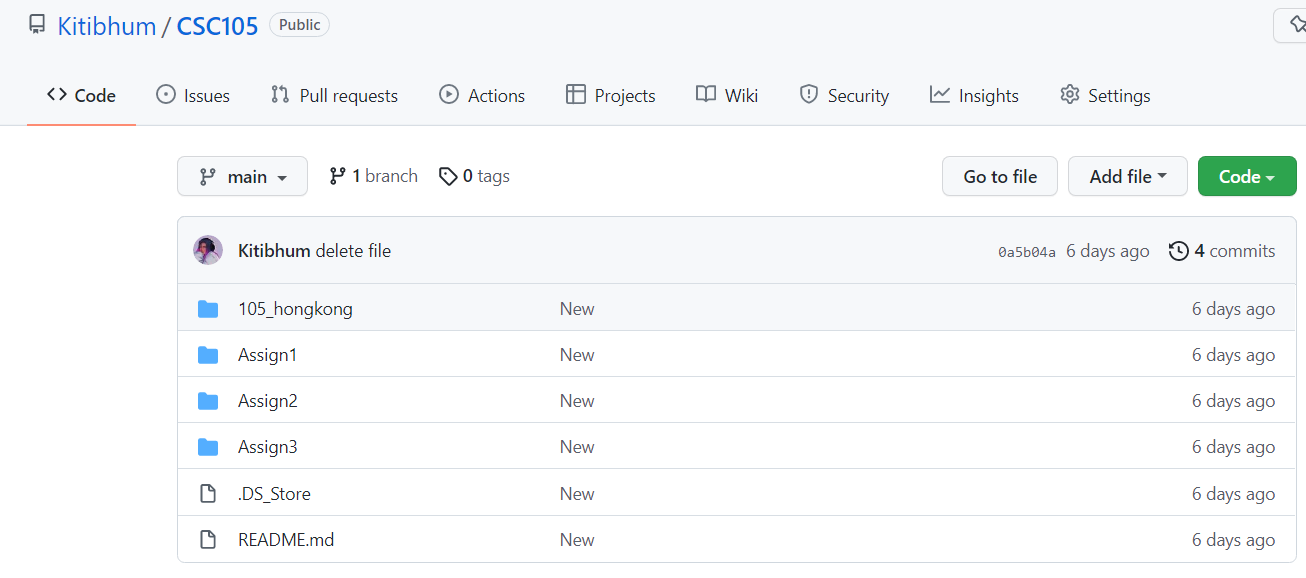 Kitibhum / CSC105 Public
Code Issues Pull requests Actions Projects Wiki Security Insights Settings
main 1 branch 0 tags Go to file Add file Code
Kitibhum delete file 0a5b04a 6 days ago 4 commits
105_hongkong New 6 days ago
Assign1 New 6 days ago
Assign2 New 6 days ago
Assign3 New 6 days ago
.DS_Store New 6 days ago
README.md New 6 days ago